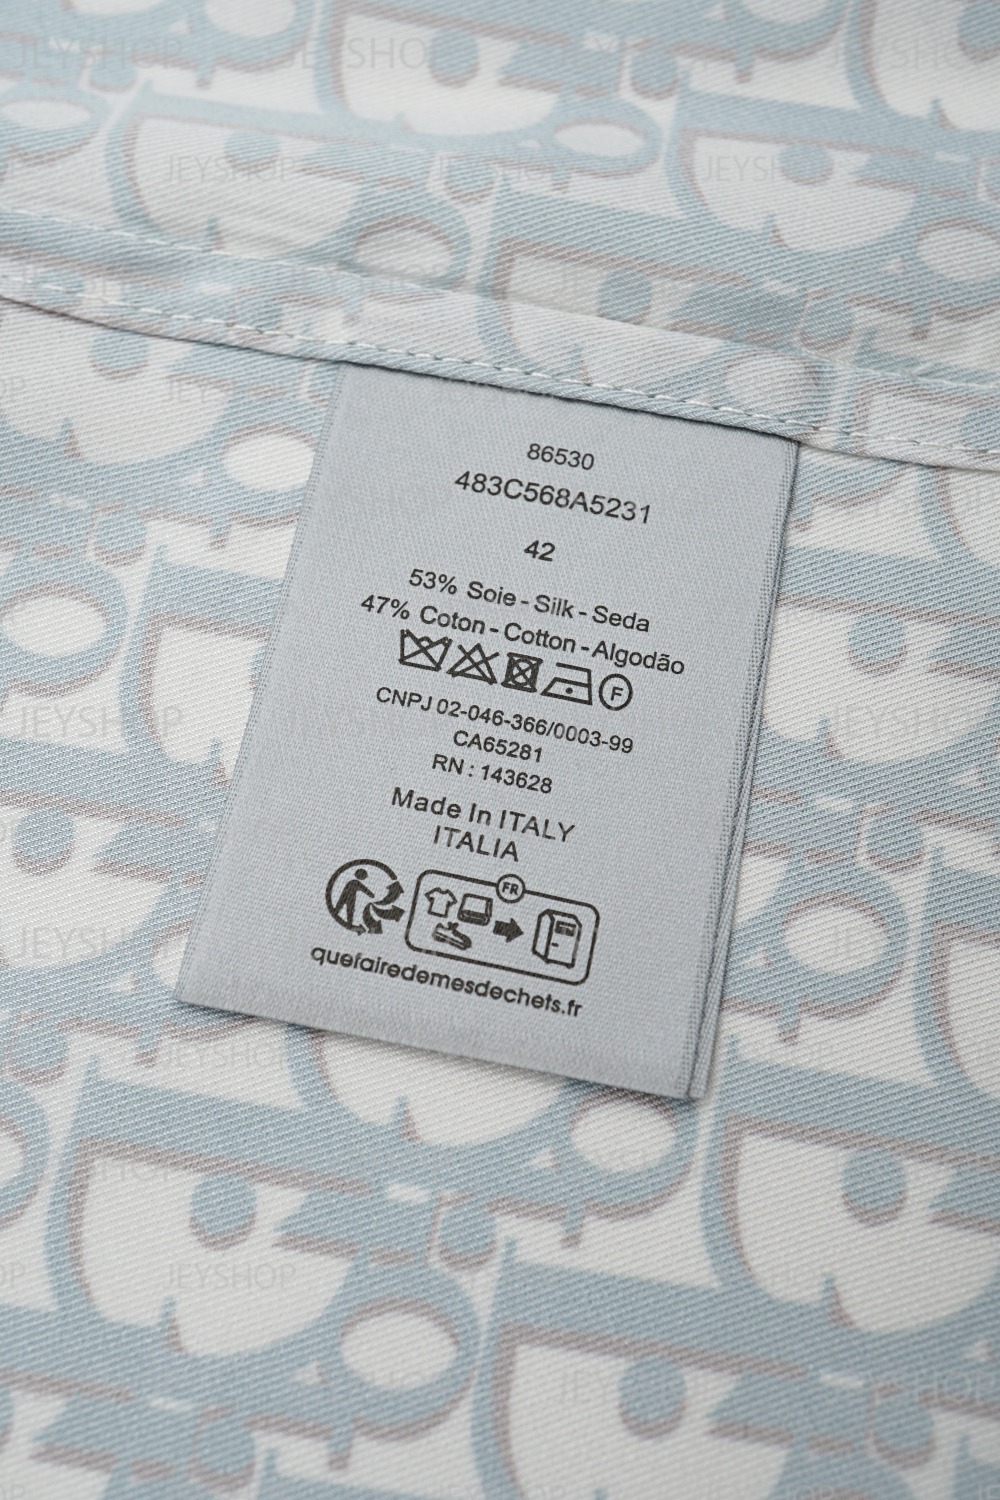 86530
483C568A5231
42
53% Soie - Silk - Seda
47% Coton - Cotton - Algodão
F
CNPJ 02-046-366/0003-99
CA65281
RN : 143628
Made In ITALY
ITALIA
FR
quefairedemesdechets.fr
JEYSHOP